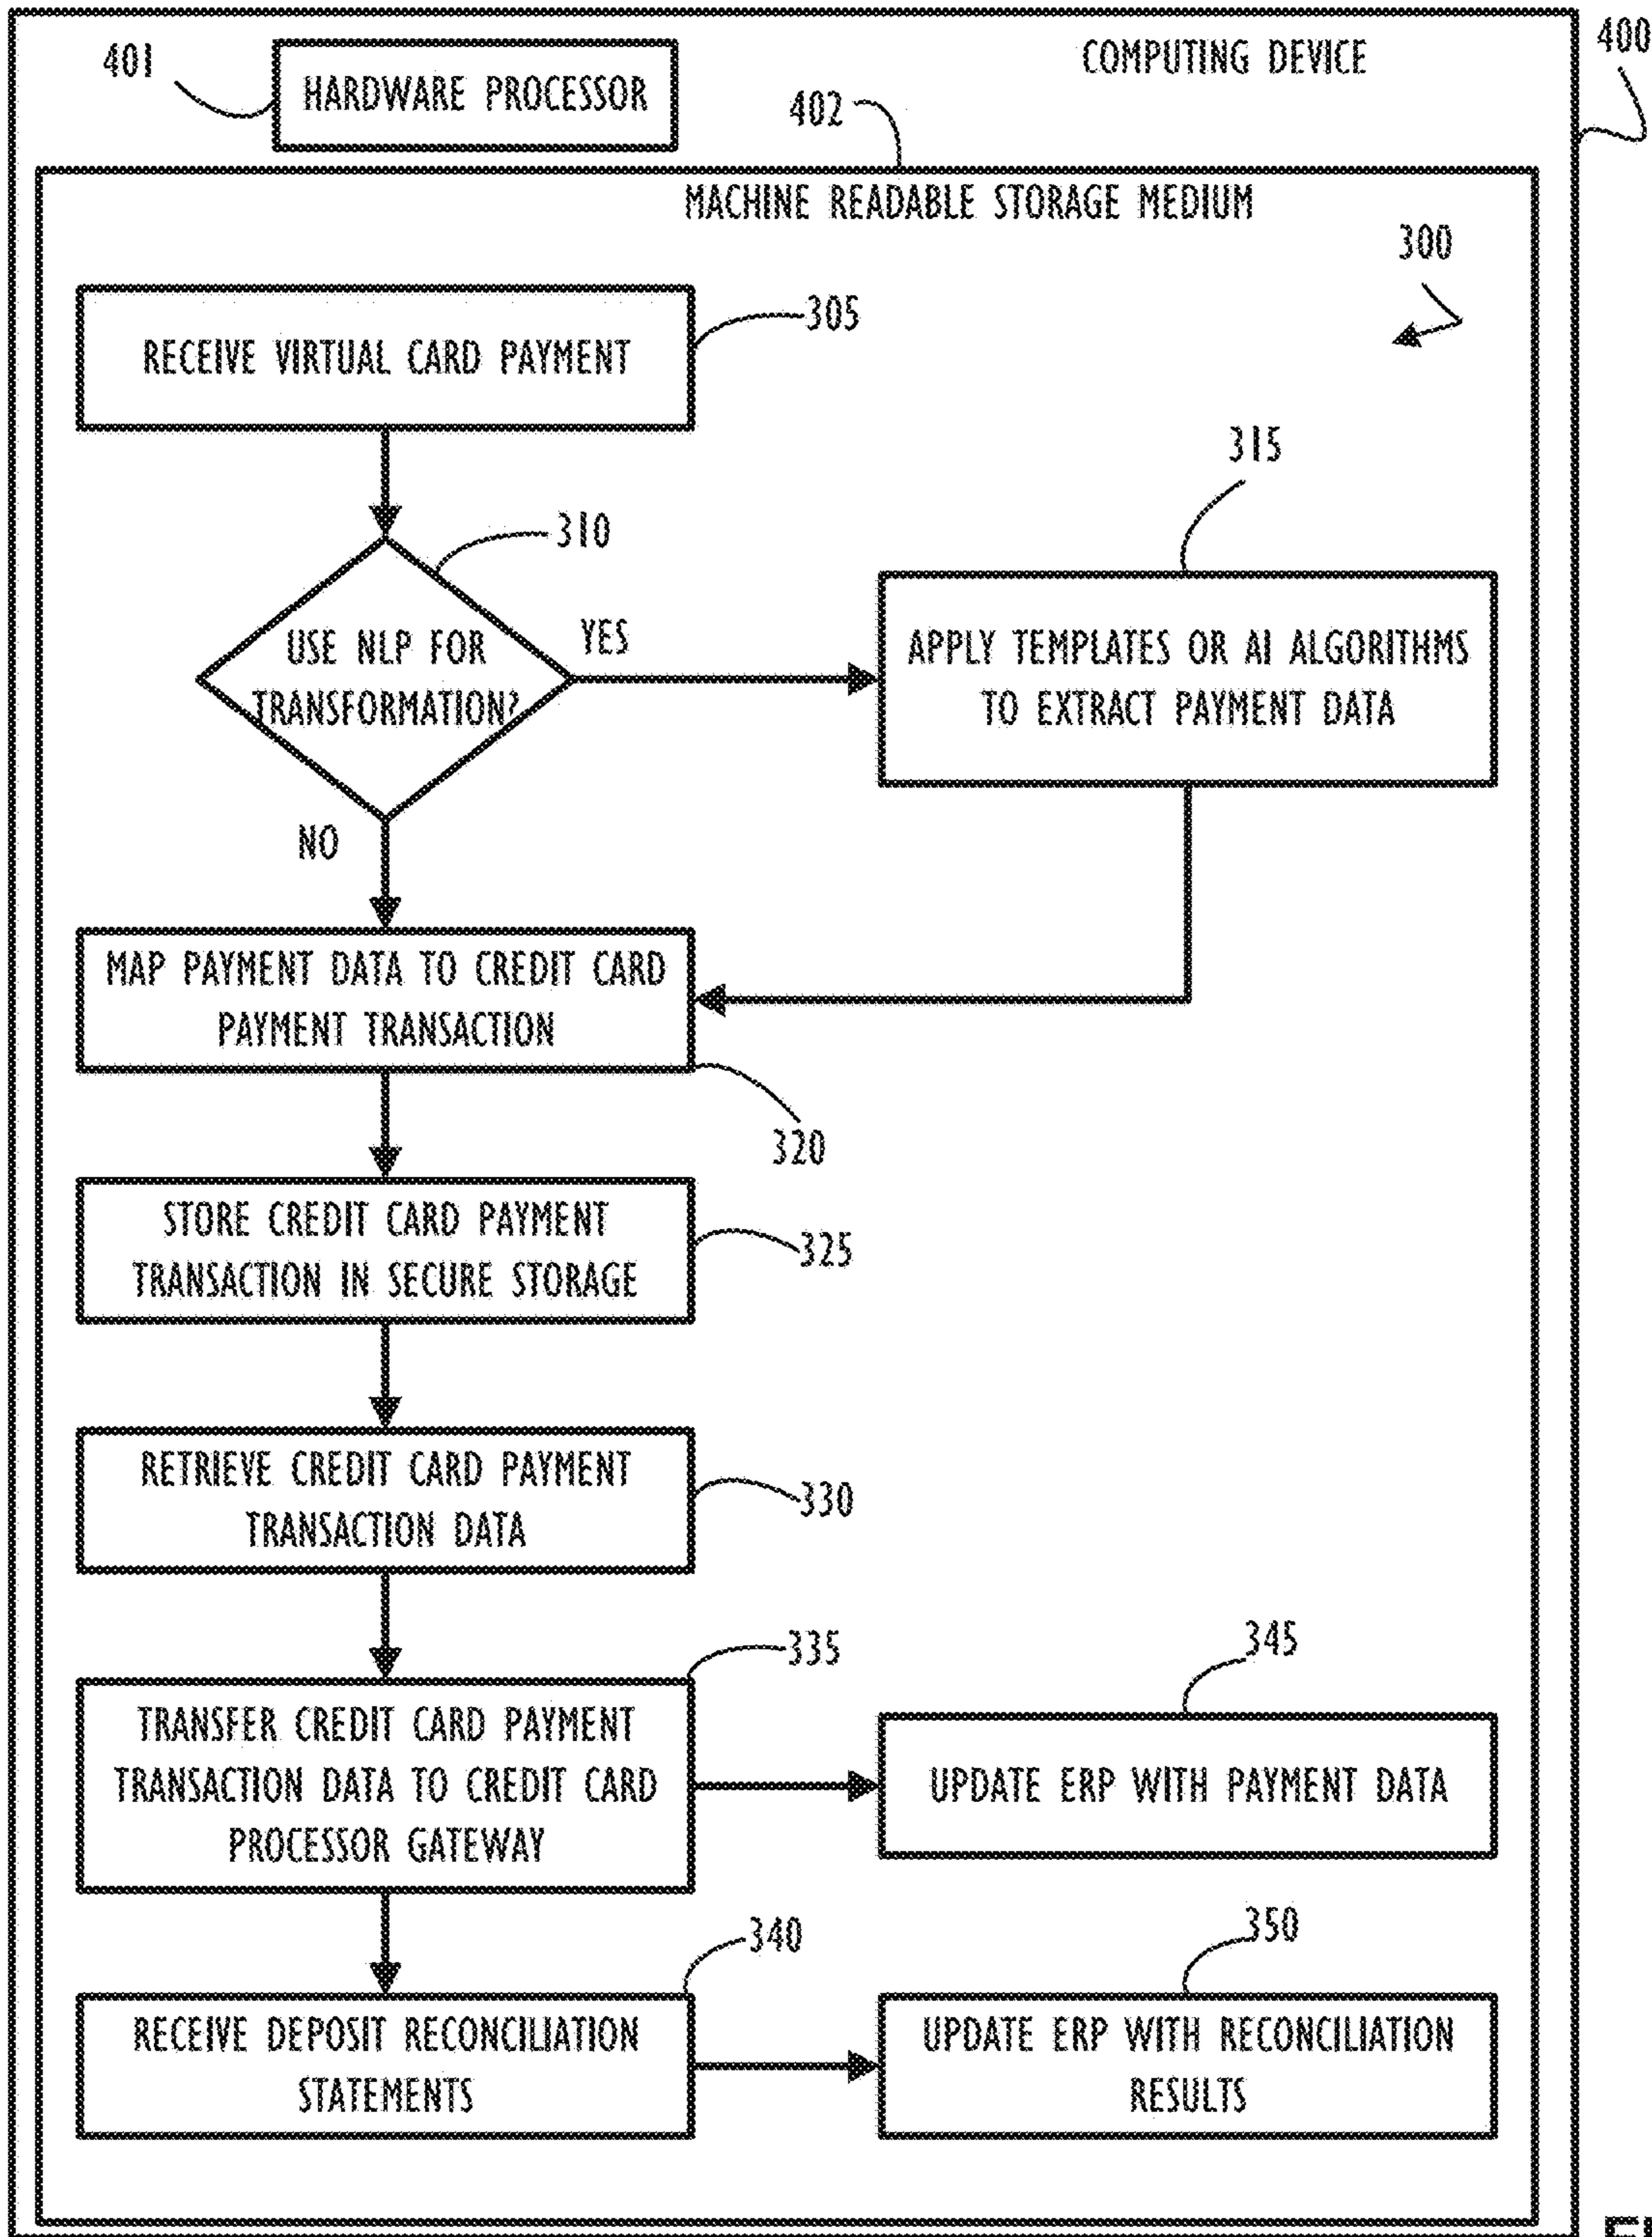 401
HARDWARE PROCESSOR
COMPUTING DEVICE
400
402
MACHINE READABLE STORAGE MEDIUM
300
RECEIVE VIRTUAL CARD PAYMENT
305
310
315
USE NLP FOR
TRANSFORMATION?
YES
APPLY TEMPLATES OR AI ALGORITHMS
TO EXTRACT PAYMENT DATA
NO
MAP PAYMENT DATA TO CREDIT CARD
PAYMENT TRANSACTION
320
STORE CREDIT CARD PAYMENT
TRANSACTION IN SECURE STORAGE
325
RETRIEVE CREDIT CARD PAYMENT
TRANSACTION DATA
330
335
345
TRANSFER CREDIT CARD PAYMENT
TRANSACTION DATA TO CREDIT CARD
PROCESSOR GATEWAY
UPDATE ERP WITH PAYMENT DATA
340
350
RECEIVE DEPOSIT RECONCILIATION
STATEMENTS
UPDATE ERP WITH RECONCILIATION
RESULTS